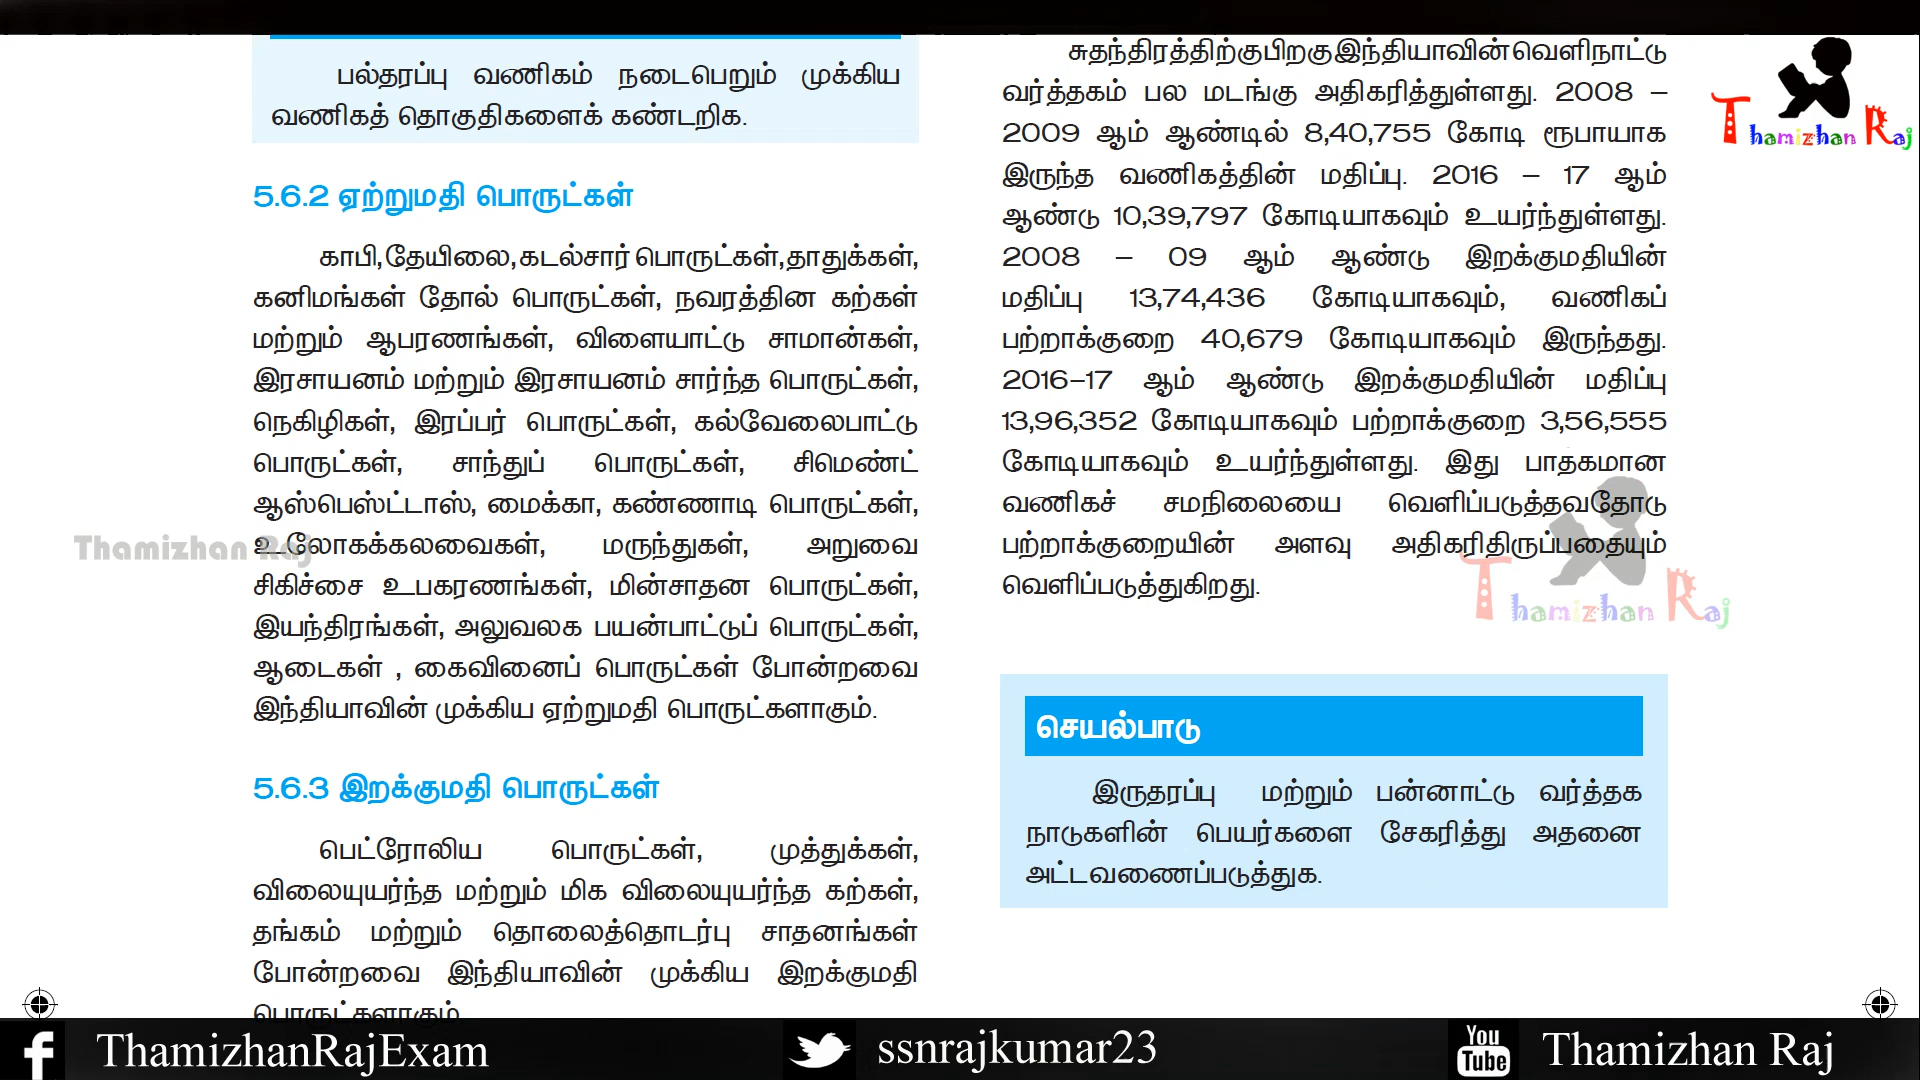 பல்தரப்பு வணிகம் நடைபெறும் முக்கிய
வணிகத் தொகுதிகளைக் கண்டறிக.
5.6.2 ஏற்றுமதி பொருட்கள்
காபி,தேயிலை,கடல்சார் பொருட்கள்,தாதுக்கள்,
கனிமங்கள் தோல் பொருட்கள், நவரத்தின கற்கள்
மற்றும் ஆபரணங்கள், விளையாட்டு சாமான்கள்,
இரசாயனம் மற்றும் இரசாயனம் சார்ந்த பொருட்கள்,
நெகிழிகள், இரப்பர் பொருட்கள், கல்வேலைபாட்டு
பொருட்கள், சாந்துப் பொருட்கள், சிமெண்ட்
ஆஸ்பெஸ்ட்டாஸ், மைக்கா, கண்ணாடி பொருட்கள்,
உலோகக்கலவைகள், மருந்துகள், அறுவை
சிகிச்சை உபகரணங்கள், மின்சாதன பொருட்கள்,
இயந்திரங்கள், அலுவலக பயன்பாட்டுப் பொருட்கள்,
ஆடைகள் , கைவினைப் பொருட்கள் போன்றவை
இந்தியாவின் முக்கிய ஏற்றுமதி பொருட்களாகும்.
5.6.3 இறக்குமதி பொருட்கள்
பெட்ரோலிய பொருட்கள், முத்துக்கள்,
விலையுயர்ந்த மற்றும் மிக விலையுயர்ந்த கற்கள்,
தங்கம் மற்றும் தொலைத்தொடர்பு சாதனங்கள்
போன்றவை இந்தியாவின் முக்கிய இறக்குமதி
பொருட்களாகும்
சுதந்திரத்திற்குபிறகுஇந்தியாவின்வெளிநாட்டு
வர்த்தகம் பல மடங்கு அதிகரித்துள்ளது. 2008 –
2009 ஆம் ஆண்டில் 8,40,755 கோடி ரூபாயாக
இருந்த வணிகத்தின் மதிப்பு. 2016 – 17 ஆம்
ஆண்டு 10,39,797 கோடியாகவும் உயர்ந்துள்ளது.
2008 – 09 ஆம் ஆண்டு இறக்குமதியின்
மதிப்பு 13,74,436 கோடியாகவும், வணிகப்
பற்றாக்குறை 40,679 கோடியாகவும் இருந்தது.
2016–17 ஆம் ஆண்டு இறக்குமதியின் மதிப்பு
13,96,352 கோடியாகவும் பற்றாக்குறை 3,56,555
கோடியாகவும் உயர்ந்துள்ளது. இது பாதகமான
வணிகச் சமநிலையை வெளிப்படுத்தவதோடு
பற்றாக்குறையின் அளவு அதிகரிதிருப்பதையும்
வெளிப்படுத்துகிறது.
செயல்பாடு
இருதரப்பு மற்றும் பன்னாட்டு வர்த்தக
நாடுகளின் பெயர்களை சேகரித்து அதனை
அட்டவணைப்படுத்துக.
Thamizhan Raj
Thamizhan Raj
Thamizhan Raj
ThamizhanRajExam
ssnrajkumar23
You Tube
Thamizhan Raj